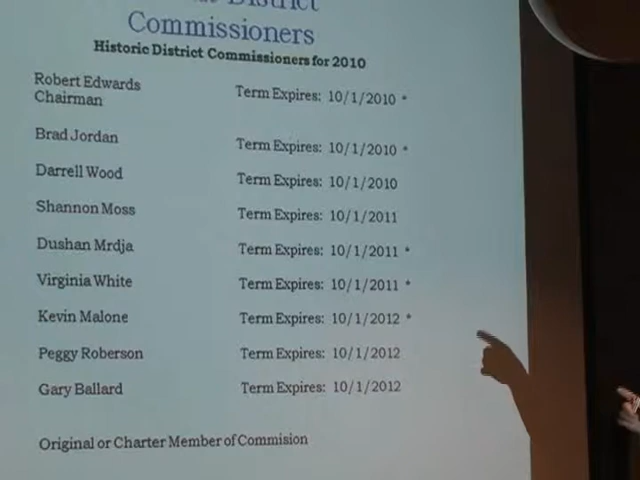 District
Commissioners
Historic District Commissioners for 2010
Robert Edwards Term Expires: 10/1/2010 *
Chairman
Brad Jordan Term Expires: 10/1/2010 *
Darrell Wood Term Expires: 10/1/2010
Shannon Moss Term Expires: 10/1/2011
Dushan Mrdja Term Expires: 10/1/2011 *
Virginia White Term Expires: 10/1/2011 *
Kevin Malone Term Expires: 10/1/2012 *
Peggy Roberson Term Expires: 10/1/2012
Gary Ballard Term Expires: 10/1/2012
Original or Charter Member of Commision